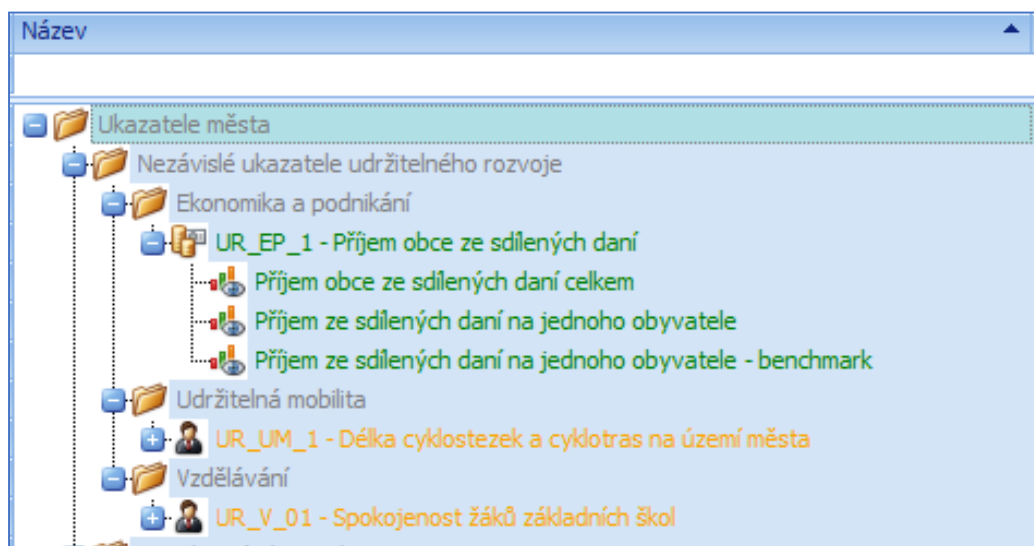 Název
Ukazatele města
Nezávislé ukazatele udržitelného rozvoje
Ekonomika a podnikání
UR_EP_1 - Příjem obce ze sdílených daní
Příjem obce ze sdílených daní celkem
Příjem ze sdílených daní na jednoho obyvatele
Příjem ze sdílených daní na jednoho obyvatele - benchmark
Udržitelná mobilita
UR_UM_1 - Délka cyklostezek a cyklotras na území města
Vzdělávání
UR_V_01 - Spokojenost žáků základních škol